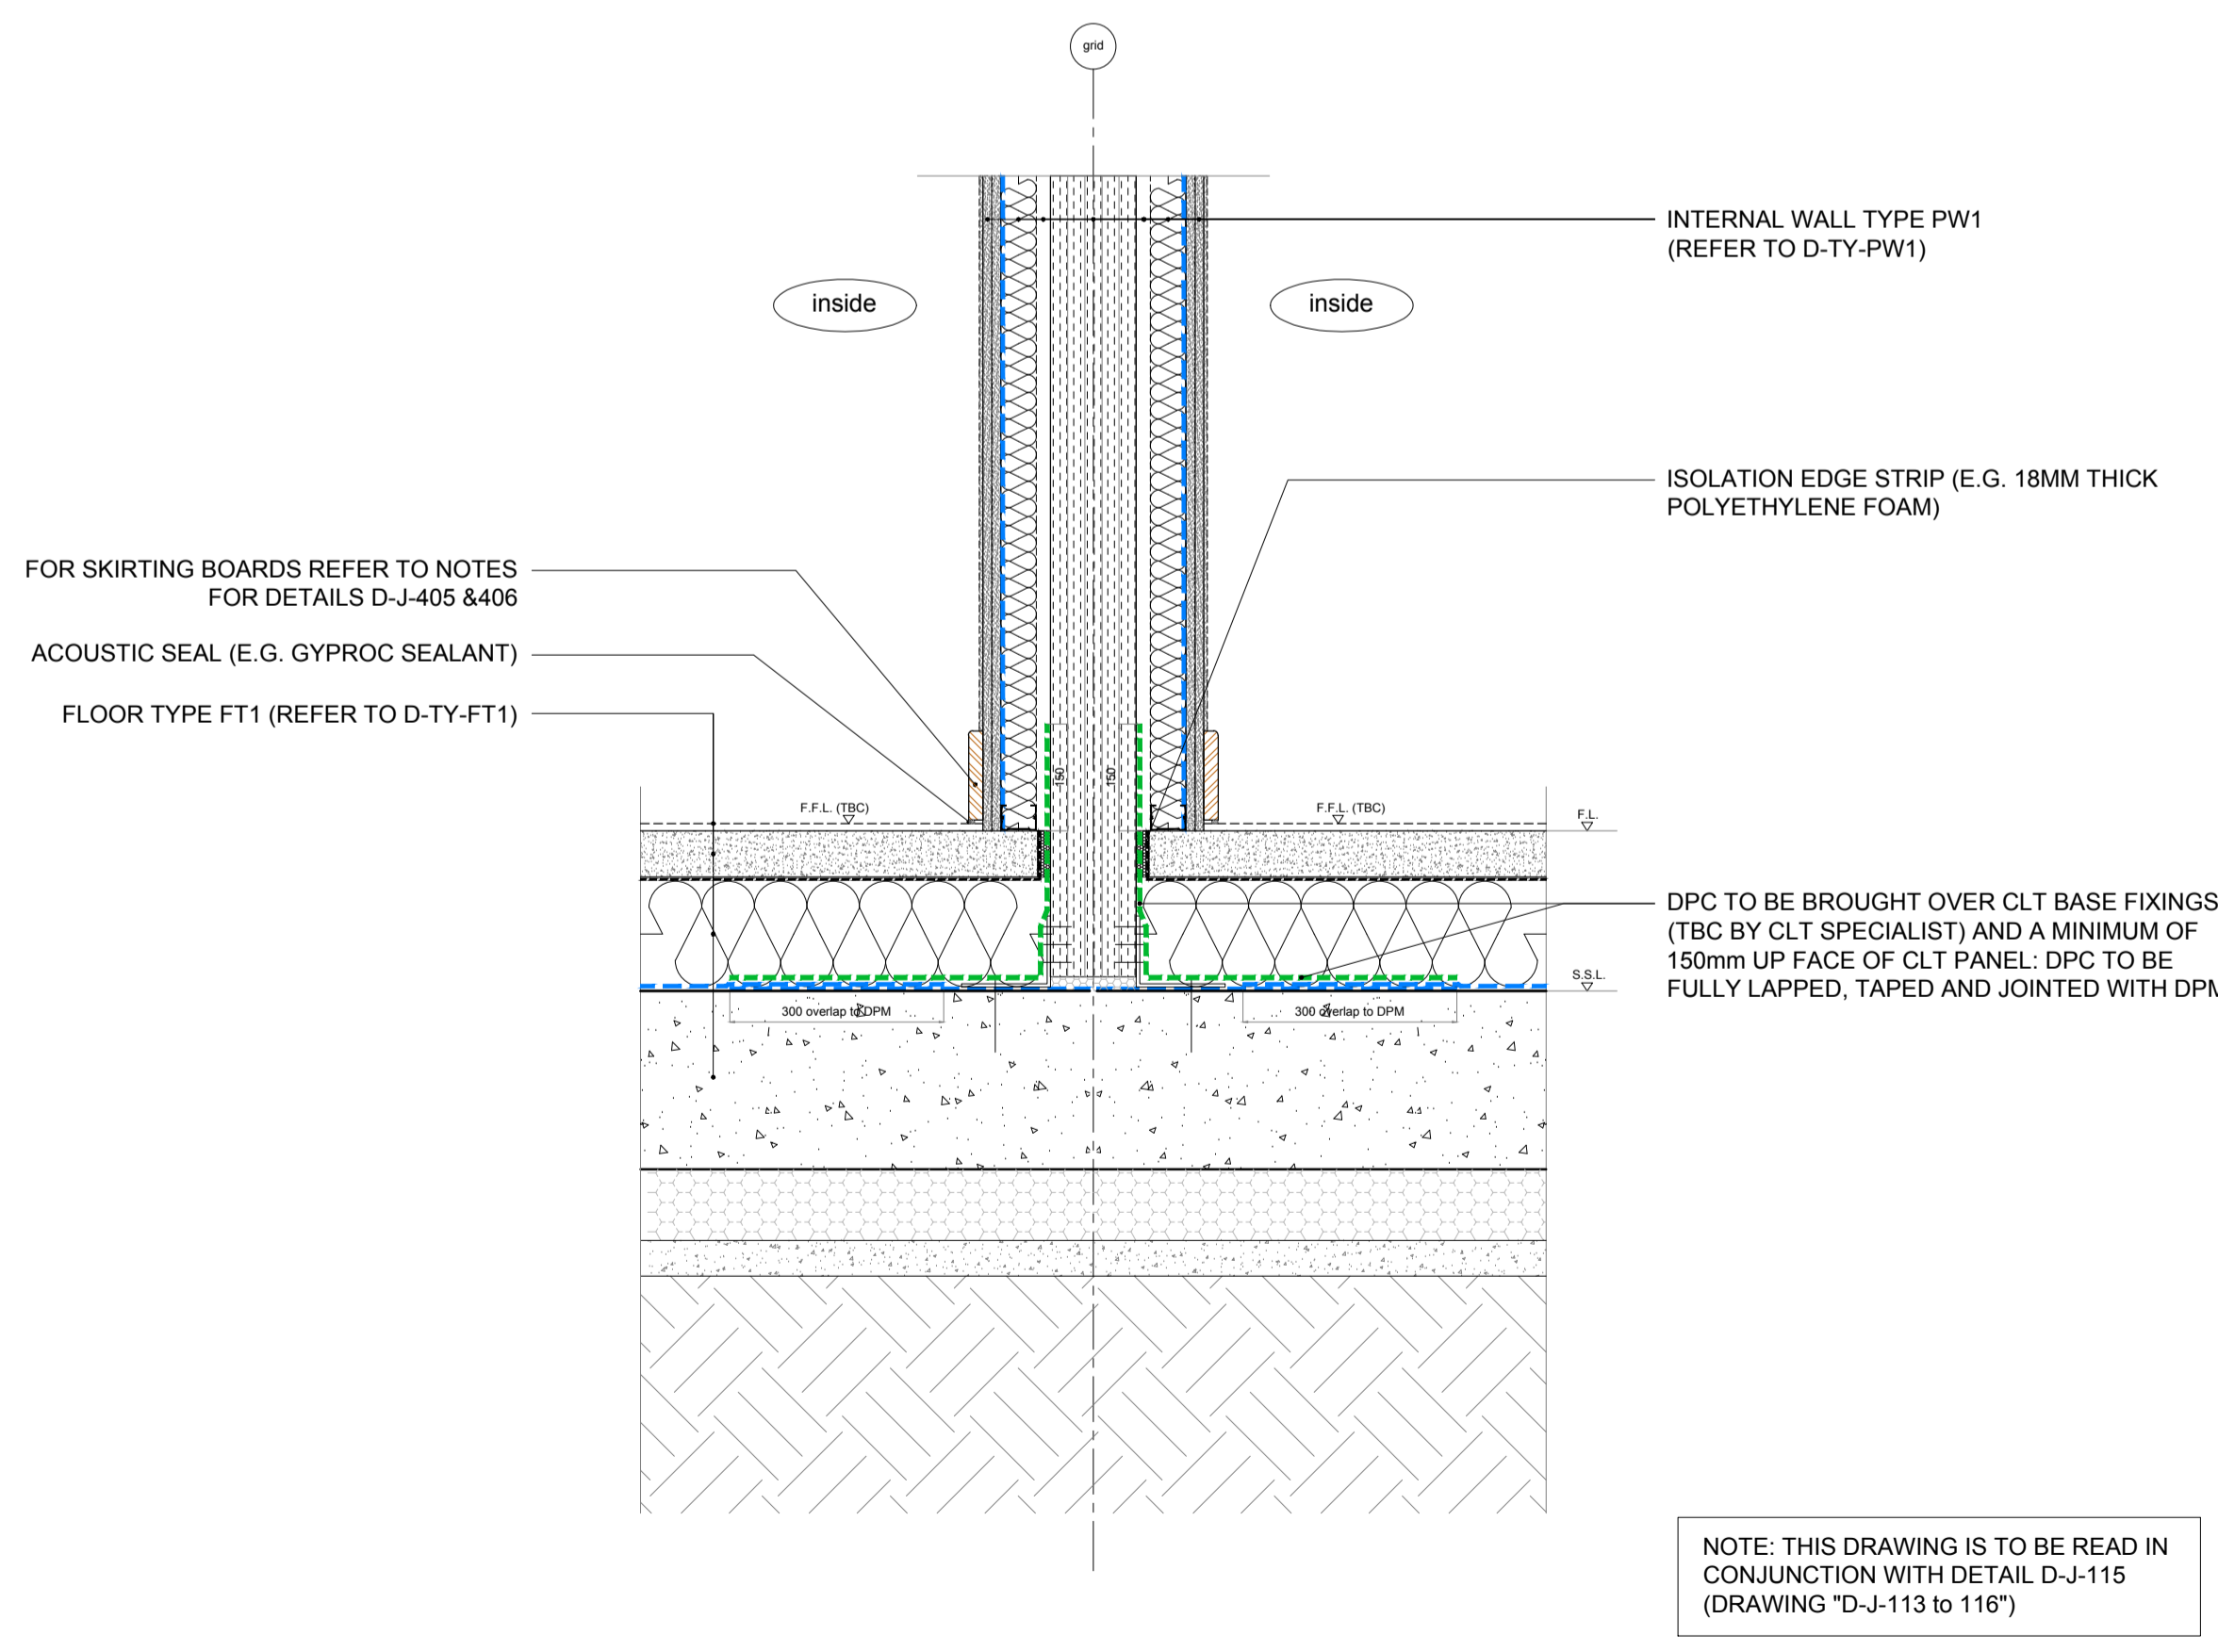 grid
INTERNAL WALL TYPE PW1
(REFER TO D-TY-PW1)
inside
inside
ISOLATION EDGE STRIP (E.G. 18MM THICK
POLYETHYLENE FOAM)
FOR SKIRTING BOARDS REFER TO NOTES
FOR DETAILS D-J-405 &406
ACOUSTIC SEAL (E.G. GYPROC SEALANT)
FLOOR TYPE FT1 (REFER TO D-TY-FT1)
150
150
F.F.L. (TBC)
F.F.L. (TBC)
F.L.
DPC TO BE BROUGHT OVER CLT BASE FIXINGS
(TBC BY CLT SPECIALIST) AND A MINIMUM OF
150mm UP FACE OF CLT PANEL: DPC TO BE
FULLY LAPPED, TAPED AND JOINTED WITH DPM
S.S.L.
300 overlap to DPM
300 overlap to DPM
NOTE: THIS DRAWING IS TO BE READ IN
CONJUNCTION WITH DETAIL D-J-115
(DRAWING "D-J-113 to 116")